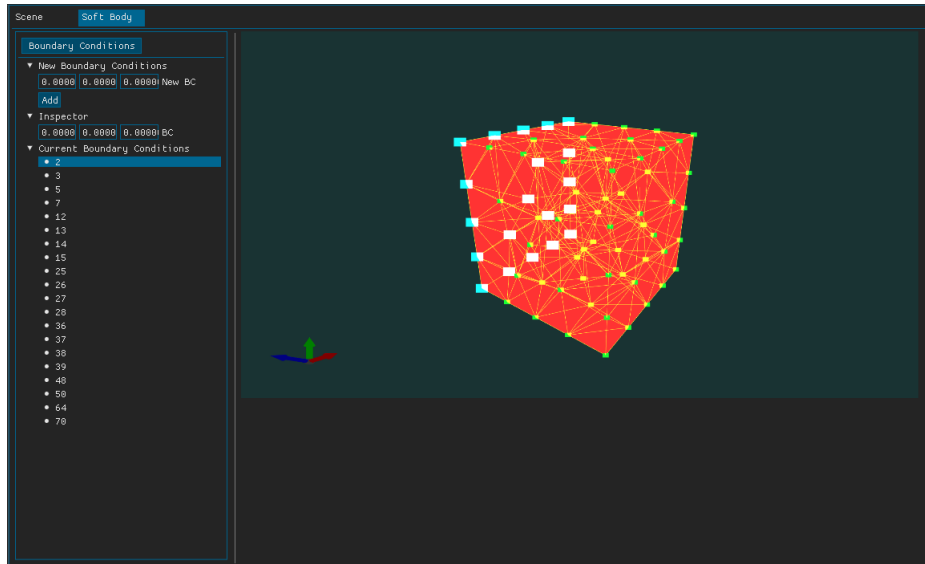 Scene Soft Body
Boundary Conditions
New Boundary Conditions
0.0000 0.0000 0.0000 New BC
Add
Inspector
0.0000 0.0000 0.0000 BC
Current Boundary Conditions
2
3
5
7
12
13
14
15
25
26
27
28
36
37
38
39
48
50
64
70